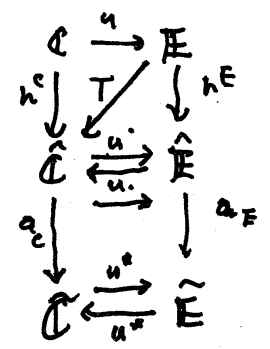 ℂ u 𝔼
h^C T h^E
u^·
Ĉ Ê
u.
a_C a_E
u^*
C̃ Ẽ
u^*